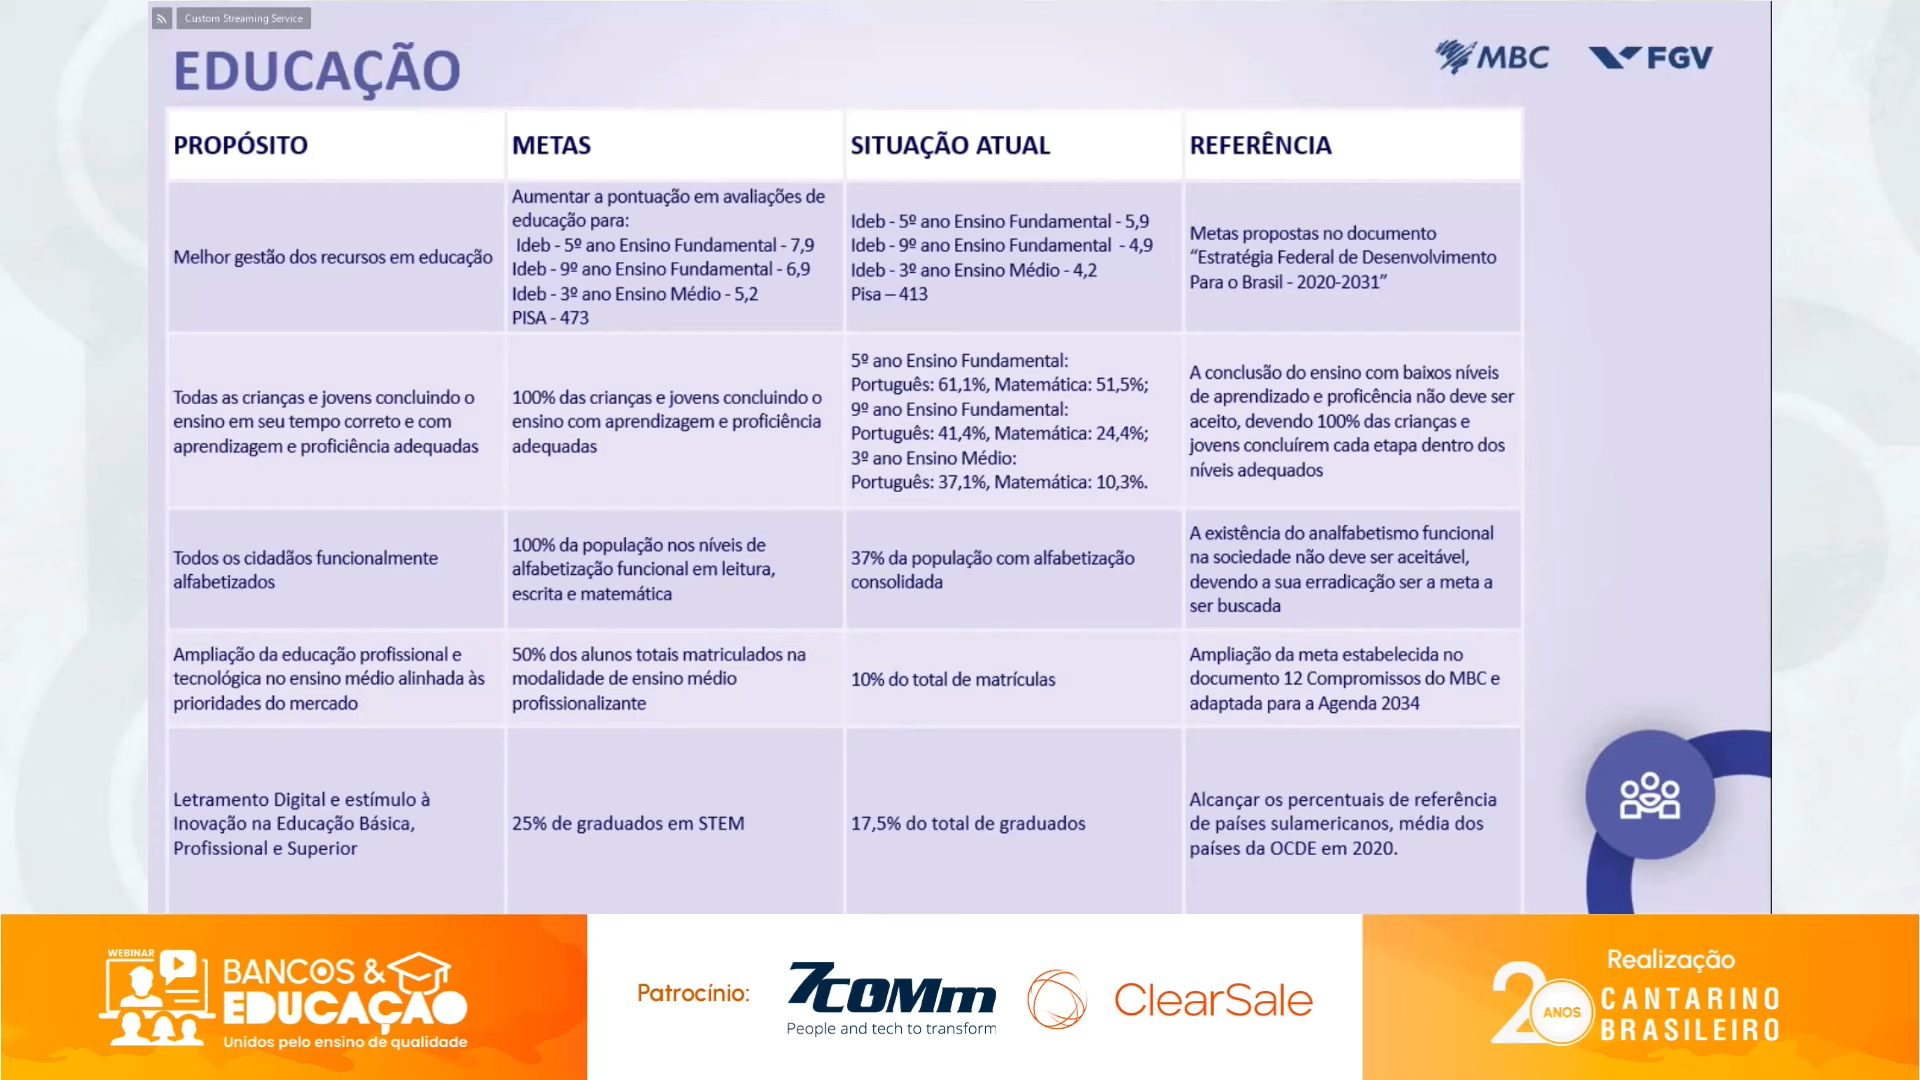 Custom Streaming Service
EDUCAÇÃO
MBC
FGV
PROPÓSITO
METAS
SITUAÇÃO ATUAL
REFERÊNCIA
Melhor gestão dos recursos em educação
Aumentar a pontuação em avaliações de
educação para:
Ideb - 5º ano Ensino Fundamental - 7,9
Ideb - 9º ano Ensino Fundamental - 6,9
Ideb - 3º ano Ensino Médio - 5,2
PISA - 473
Ideb - 5º ano Ensino Fundamental - 5,9
Ideb - 9º ano Ensino Fundamental - 4,9
Ideb - 3º ano Ensino Médio - 4,2
Pisa – 413
Metas propostas no documento
“Estratégia Federal de Desenvolvimento
Para o Brasil - 2020-2031”
Todas as crianças e jovens concluindo o
ensino em seu tempo correto e com
aprendizagem e proficiência adequadas
100% das crianças e jovens concluindo o
ensino com aprendizagem e proficiência
adequadas
5º ano Ensino Fundamental:
Português: 61,1%, Matemática: 51,5%;
9º ano Ensino Fundamental:
Português: 41,4%, Matemática: 24,4%;
3º ano Ensino Médio:
Português: 37,1%, Matemática: 10,3%.
A conclusão do ensino com baixos níveis
de aprendizado e proficência não deve ser
aceito, devendo 100% das crianças e
jovens concluírem cada etapa dentro dos
níveis adequados
Todos os cidadãos funcionalmente
alfabetizados
100% da população nos níveis de
alfabetização funcional em leitura,
escrita e matemática
37% da população com alfabetização
consolidada
A existência do analfabetismo funcional
na sociedade não deve ser aceitável,
devendo a sua erradicação ser a meta a
ser buscada
Ampliação da educação profissional e
tecnológica no ensino médio alinhada às
prioridades do mercado
50% dos alunos totais matriculados na
modalidade de ensino médio
profissionalizante
10% do total de matrículas
Ampliação da meta estabelecida no
documento 12 Compromissos do MBC e
adaptada para a Agenda 2034
Letramento Digital e estímulo à
Inovação na Educação Básica,
Profissional e Superior
25% de graduados em STEM
17,5% do total de graduados
Alcançar os percentuais de referência
de países sulamericanos, média dos
países da OCDE em 2020.
WEBINAR
BANCOS &
EDUCAÇÃO
Unidos pelo ensino de qualidade
Patrocínio:
7COMm
People and tech to transform
ClearSale
Realização
20 ANOS
CANTARINO
BRASILEIRO